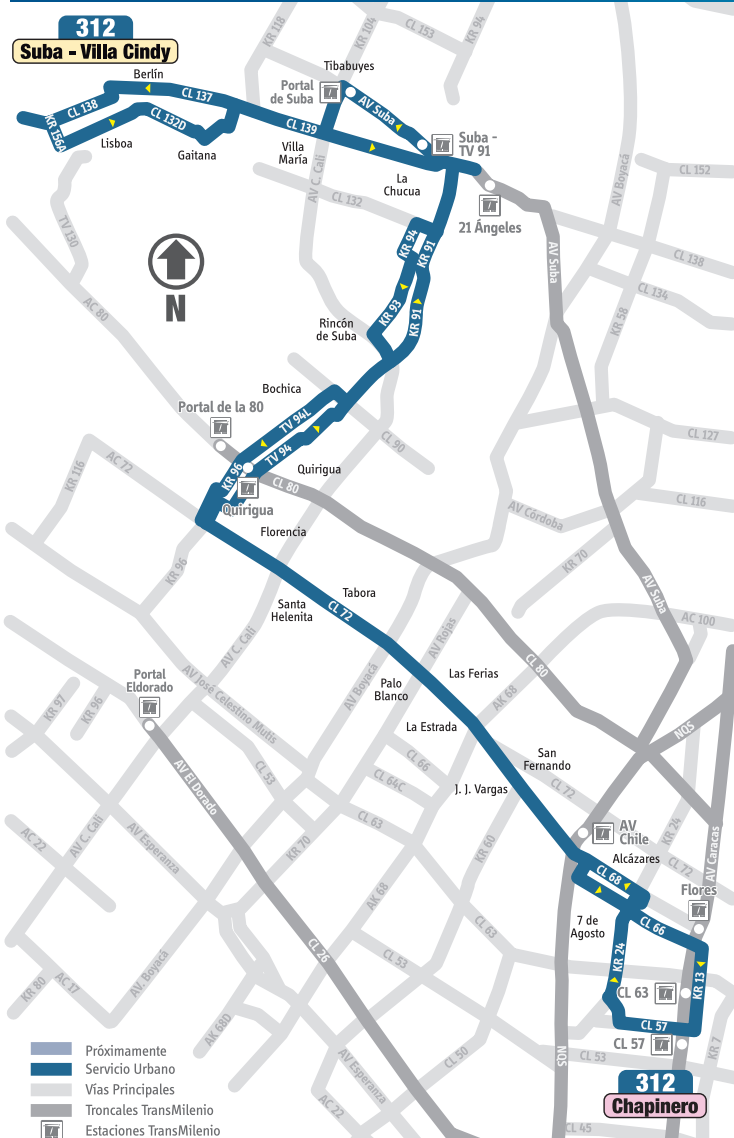 312
Suba - Villa Cindy
KR 118
CL 104
CL 153
KR 94
Berlín
Tibabuyes
Portal
de Suba
CL 138
CL 137
AV Suba
KR 156A
CL 132D
CL 139
Lisboa
Gaitana
Villa
María
Suba -
TV 91
AV C. Cali
La
Chucua
AV Boyacá
CL 152
CL 132
21 Ángeles
TV 130
KR 94
KR 91
AV Suba
CL 138
CL 134
N
AC 80
KR 93
KR 91
KR 58
Rincón
de Suba
Bochica
Portal de la 80
TV 94L
TV 94
CL 90
CL 127
KR 116
AC 72
KR 96
Quirigua
CL 80
Quirigua
CL 116
AV Córdoba
Florencia
KR 96
KR 70
Tabora
AV Suba
Santa
Helenita
CL 72
AC 100
AV C. Cali
AV Rojas
Portal
Eldorado
AV José Celestino Mutis
AV Boyacá
Palo
Blanco
Las Ferias
CL 80
AK 68
KR 97
KR 96
La Estrada
NQS
San
Fernando
AV El Dorado
CL 53
CL 66
CL 64C
J. J. Vargas
CL 72
CL 63
AV
Chile
KR 24
AV Caracas
AC 22
AV C. Cali
AV Esperanza
KR 70
KR 60
Alcázares
CL 72
CL 68
Flores
AK 68
7 de
Agosto
CL 66
CL 63
CL 26
CL 53
KR 24
KR 13
KR 80
AC 17
AV. Boyacá
CL 63
AK 68D
CL 57
CL 57
KR 7
Próximamente
Servicio Urbano
Vías Principales
Troncales TransMilenio
Estaciones TransMilenio
AV Esperanza
CL 50
NQS
CL 53
312
Chapinero
AC 22
CL 45